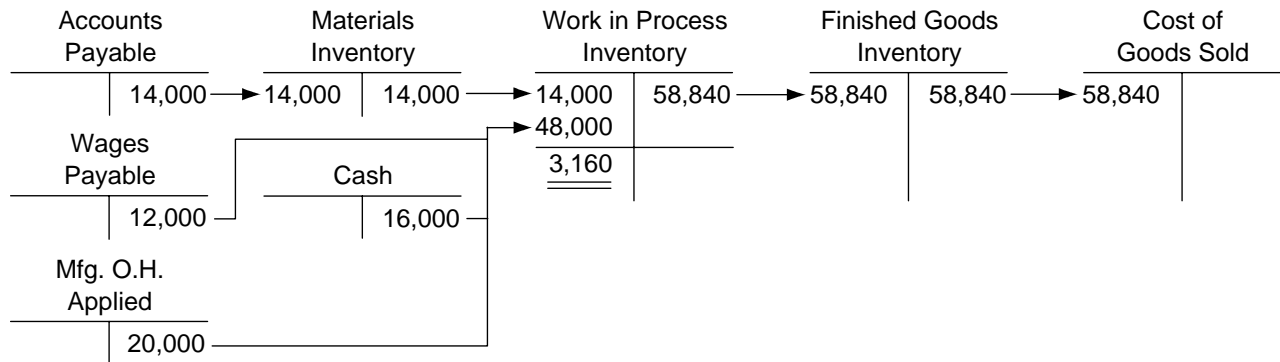 Accounts Payable
14,000
Materials Inventory
14,000 14,000
Work in Process Inventory
14,000 58,840
48,000
3,160
Finished Goods Inventory
58,840 58,840
Cost of Goods Sold
58,840
Wages Payable
12,000
Cash
16,000
Mfg. O.H. Applied
20,000